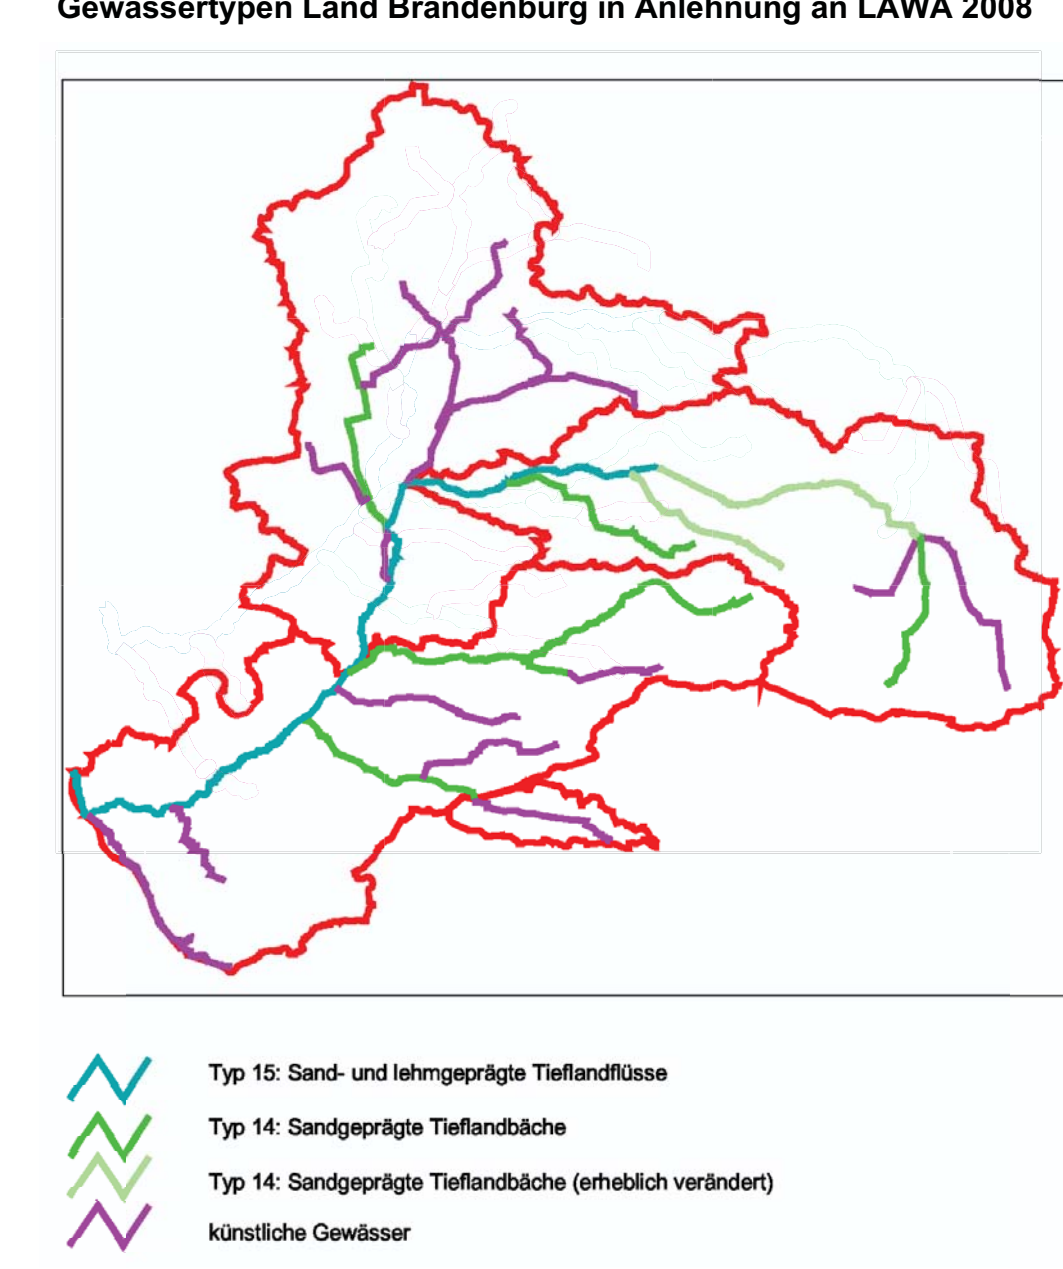 Gewässertypen Land Brandenburg in Anlehnung an LAWA 2008
Typ 15: Sand- und lehmgeprägte Tieflandflüsse
Typ 14: Sandgeprägte Tieflandbäche
Typ 14: Sandgeprägte Tieflandbäche (erheblich verändert)
künstliche Gewässer